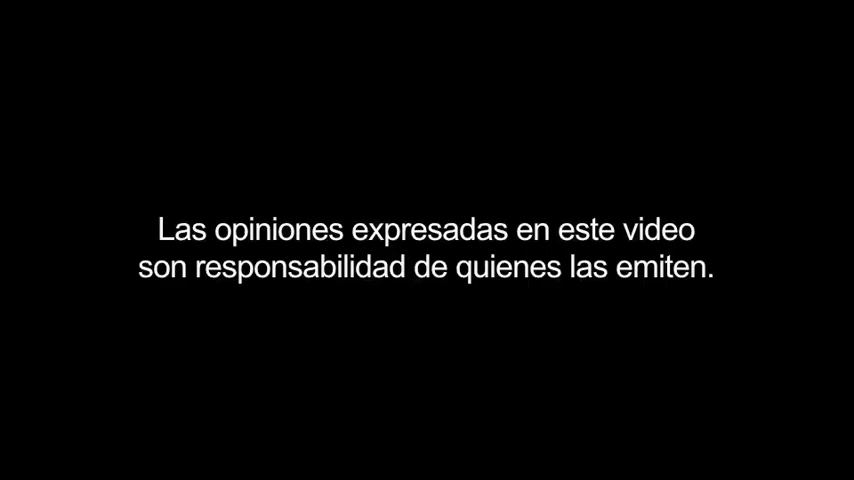 Las opiniones expresadas en este video
son responsabilidad de quienes las emiten.